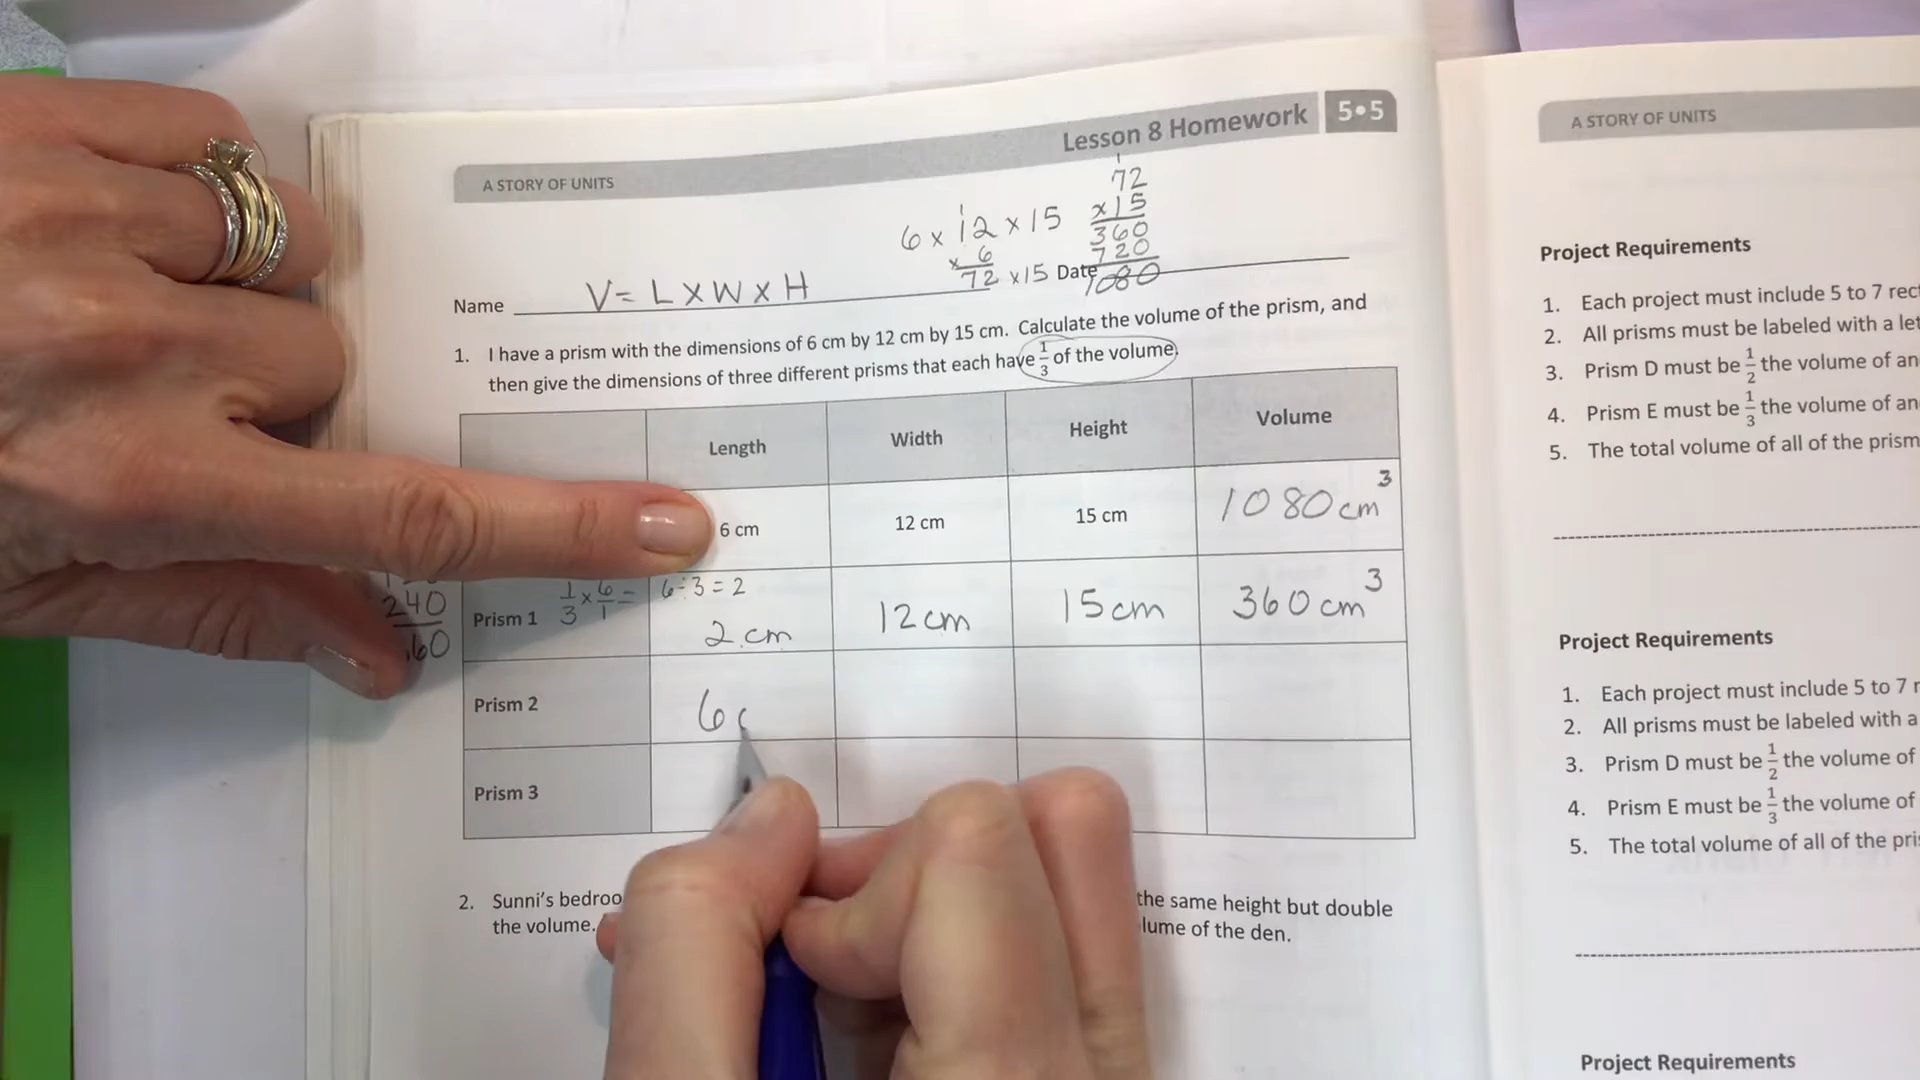 Lesson 8 Homework 5•5
A STORY OF UNITS
72
6 x 12 x 15 x15
360
x 6 720
72 x15 Date 1080
Name V= L x W x H
1. I have a prism with the dimensions of 6 cm by 12 cm by 15 cm. Calculate the volume of the prism, and
then give the dimensions of three different prisms that each have 1/3 of the volume.
Length Width Height Volume
6 cm 12 cm 15 cm 1080 cm³
Prism 1 1/3 x 6/1 = 6÷3=2
2 cm 12 cm 15 cm 360 cm³
240
Prism 2 6
Prism 3
2. Sunni's the same height but double
the volume. of the den.
A STORY OF UNITS
Project Requirements
1. Each project must include 5 to 7
2. All prisms must be labeled with a
3. Prism D must be 1/2 the volume of an
4. Prism E must be 1/3 the volume of an
5. The total volume of all of the prism
Project Requirements
1. Each project must include 5 to 7
2. All prisms must be labeled with a
3. Prism D must be 1/2 the volume of
4. Prism E must be 1/3 the volume of
5. The total volume of all of the
Project Requirements